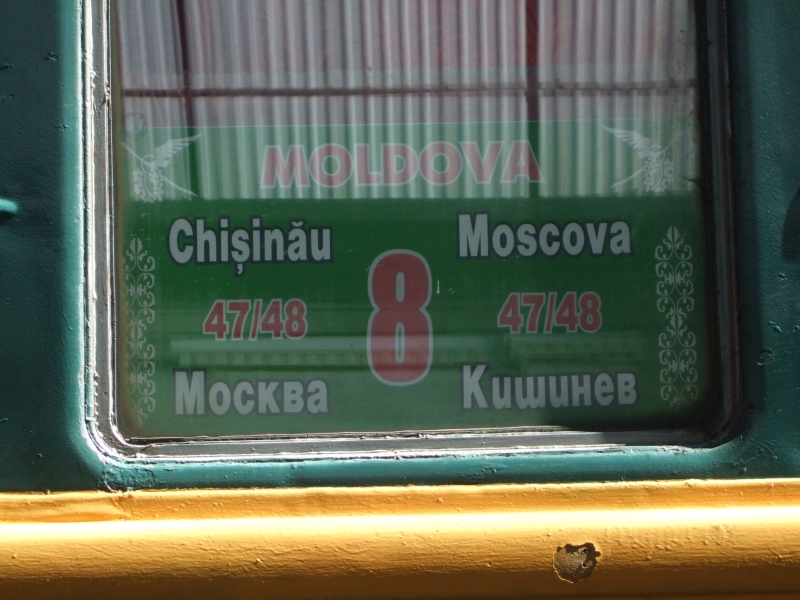 MOLDOVA
Chișinău Moscova
47/48 8 47/48
Москва Кишинев